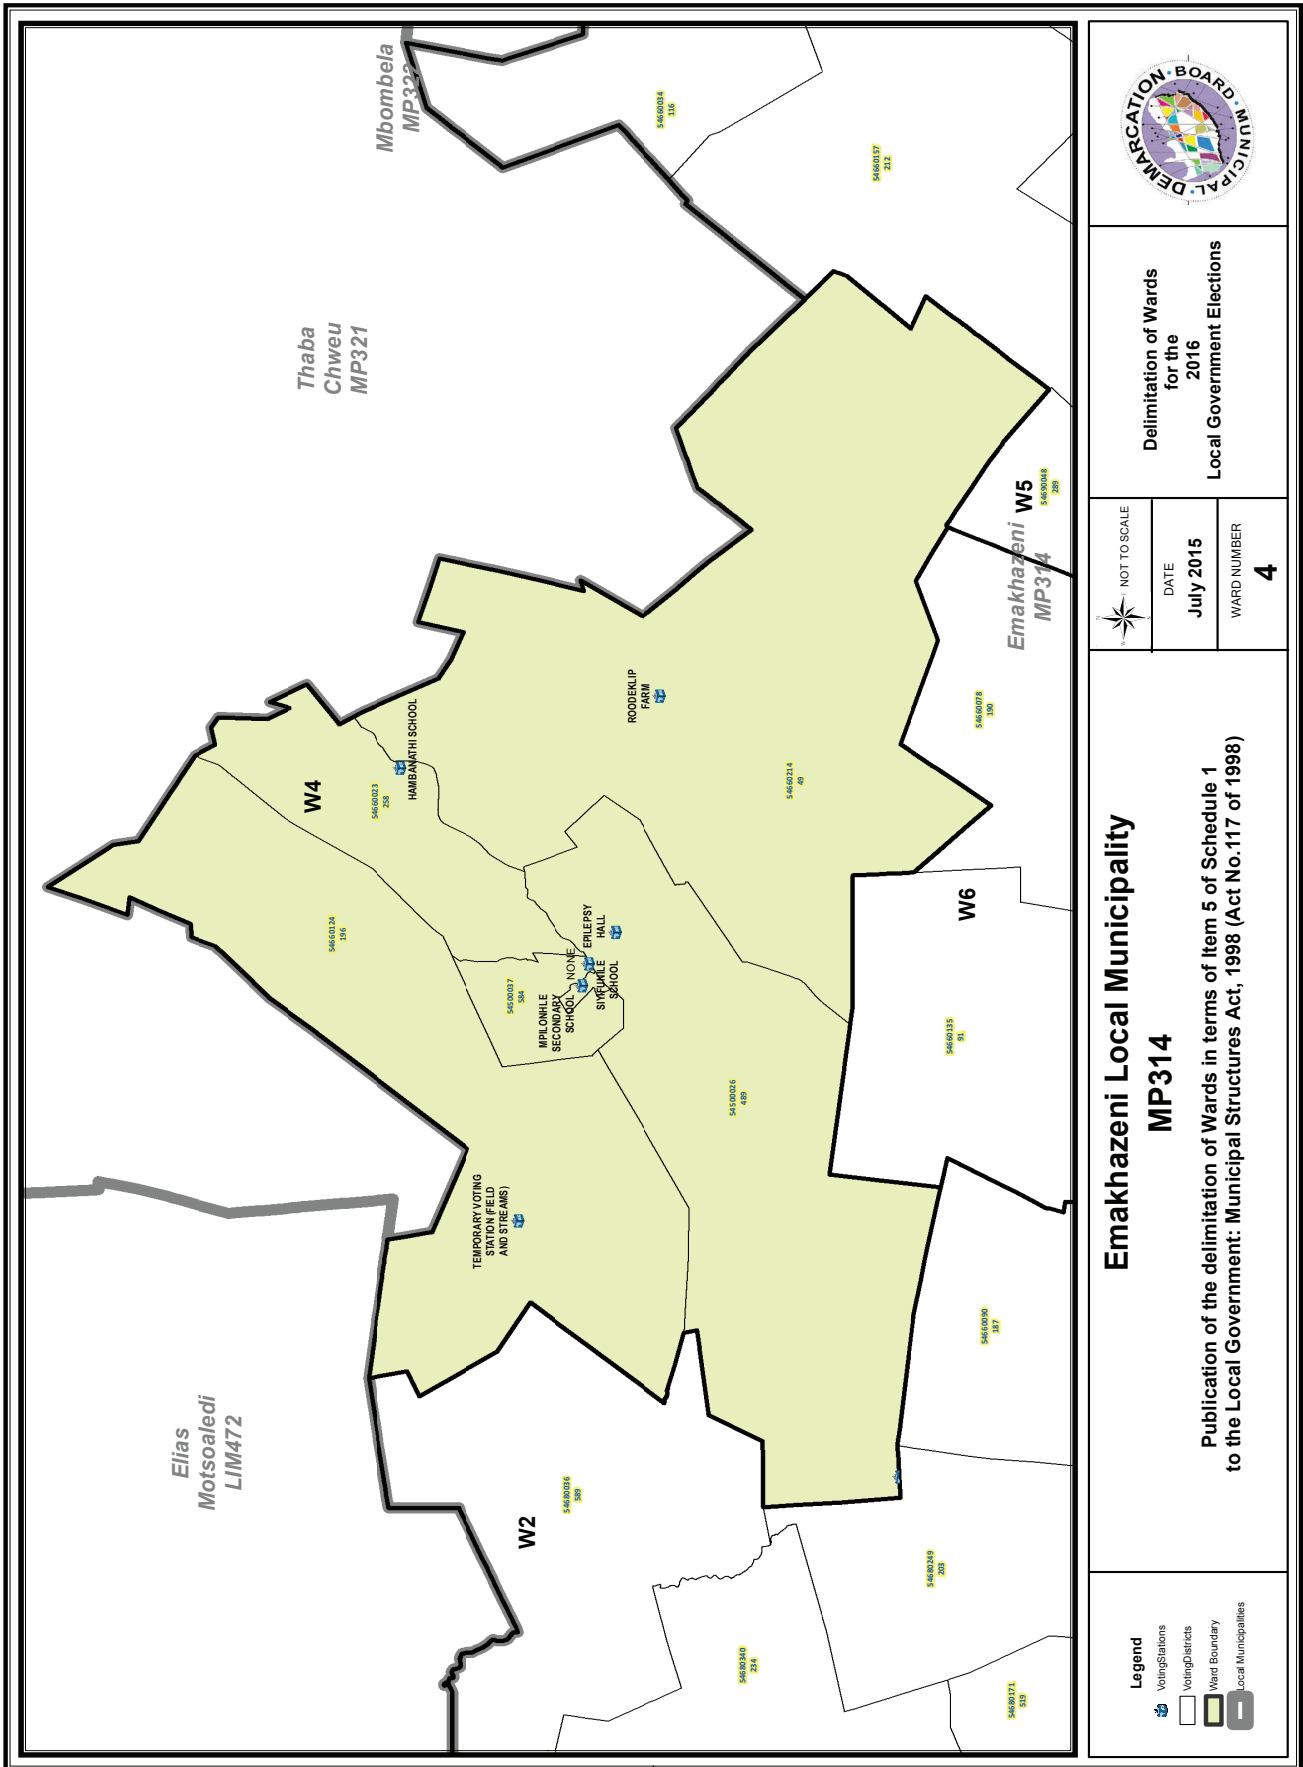 Elias
Motsoaledi
LIM472
Thaba
Chweu
MP321
Mbombela
W4
W2
W5
W6
Emakhazeni
MP314
54660034
116
54660157
212
54690048
289
54660078
190
54660214
49
54660023
258
54660124
196
54500037
584
54500026
489
54660135
91
54660090
187
54680036
589
54680249
203
54680340
234
54680171
519
HAMBANATHI SCHOOL
ROODEKLIP
FARM
EPILEPSY
HALL
NONE
SIYIFUNILE
SCHOOL
MPILONHLE
SECONDARY
SCHOOL
TEMPORARY VOTING
STATION (FIELD
AND STREAMS)
Legend
VotingStations
VotingDistricts
Ward Boundary
Local Municipalities
Emakhazeni Local Municipality
MP314
Publication of the delimitation of Wards in terms of Item 5 of Schedule 1
to the Local Government: Municipal Structures Act, 1998 (Act No.117 of 1998)
NOT TO SCALE
DATE
July 2015
WARD NUMBER
4
Delimitation of Wards
for the
2016
Local Government Elections
MUNICIPAL DEMARCATION BOARD